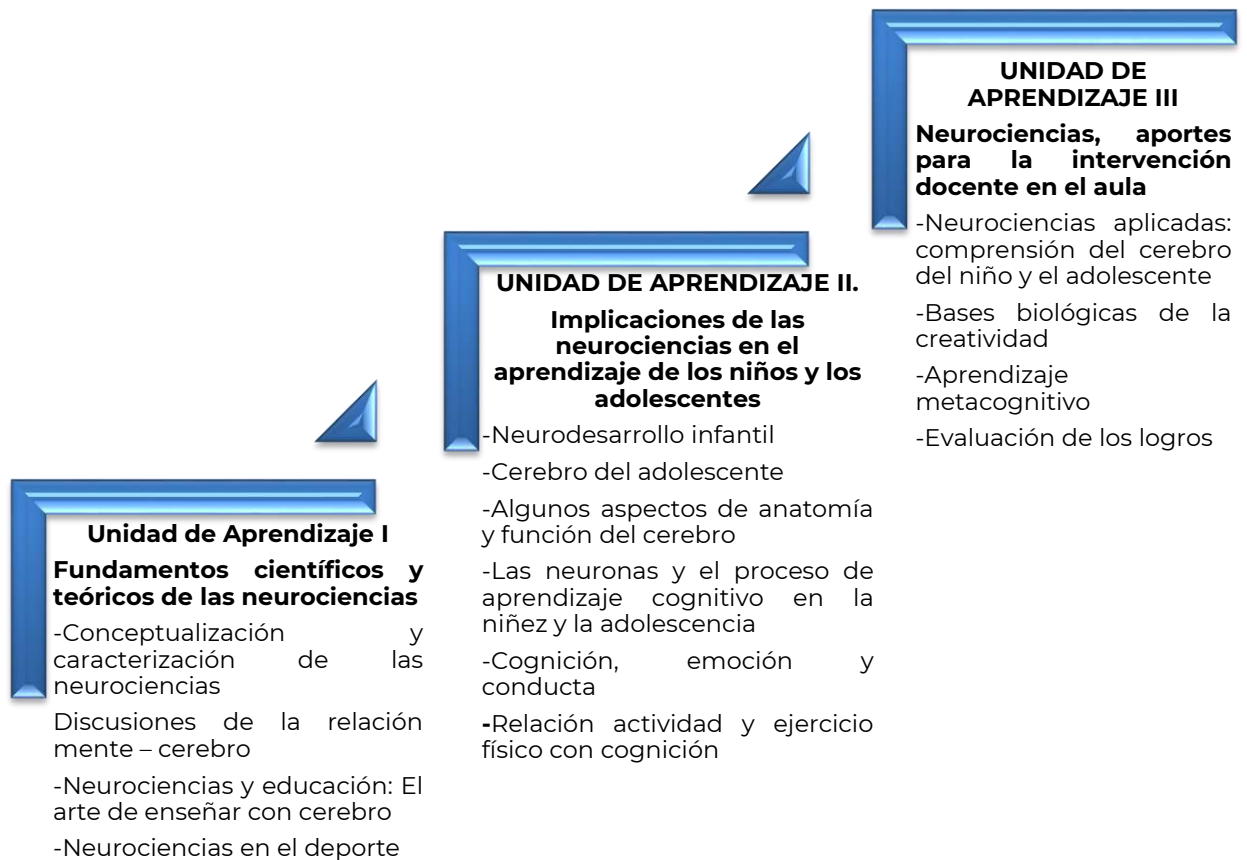 Unidad de Aprendizaje I
Fundamentos científicos y
teóricos de las neurociencias
-Conceptualización y
caracterización de las
neurociencias
Discusiones de la relación
mente – cerebro
-Neurociencias y educación: El
arte de enseñar con cerebro
-Neurociencias en el deporte
UNIDAD DE APRENDIZAJE II.
Implicaciones de las
neurociencias en el
aprendizaje de los niños y los
adolescentes
-Neurodesarrollo infantil
-Cerebro del adolescente
-Algunos aspectos de anatomía
y función del cerebro
-Las neuronas y el proceso de
aprendizaje cognitivo en la
niñez y la adolescencia
-Cognición, emoción y
conducta
-Relación actividad y ejercicio
físico con cognición
UNIDAD DE
APRENDIZAJE III
Neurociencias, aportes
para la intervención
docente en el aula
-Neurociencias aplicadas:
comprensión del cerebro
del niño y el adolescente
-Bases biológicas de la
creatividad
-Aprendizaje
metacognitivo
-Evaluación de los logros